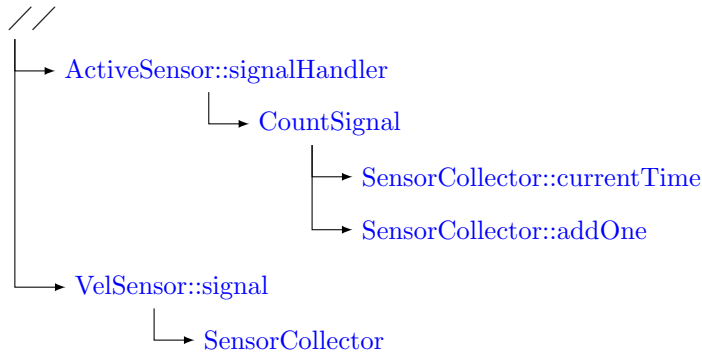 //
ActiveSensor::signalHandler
CountSignal
SensorCollector::currentTime
SensorCollector::addOne
VelSensor::signal
SensorCollector